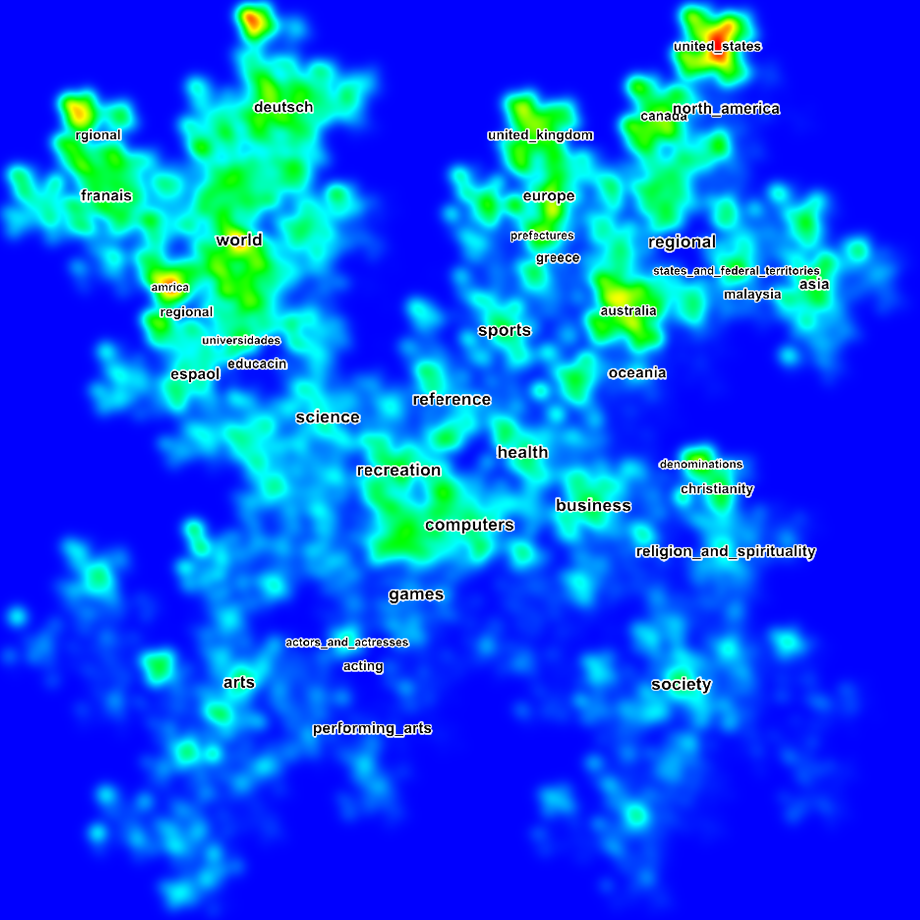 united_states
deutsch
north_america
canada
rgional
united_kingdom
franais
europe
prefectures
world
regional
greece
states_and_federal_territories
asia
amrica
malaysia
regional
australia
sports
universidades
educacin
espaol
oceania
reference
science
health
denominations
recreation
christianity
business
computers
religion_and_spirituality
games
actors_and_actresses
acting
arts
society
performing_arts